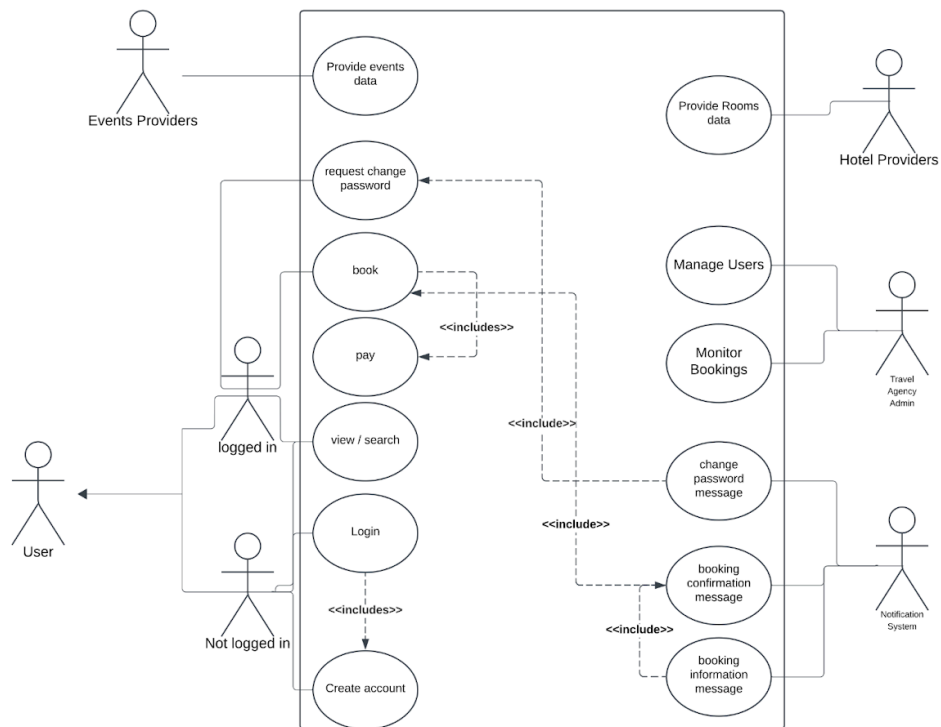 Provide events
data
Events Providers
Provide Rooms
data
Hotel Providers
request change
password
book
Manage Users
<<includes>>
pay
Monitor
Bookings
Travel
Agency
Admin
<<include>>
logged in
view / search
change
password
message
User
Login
<<include>>
booking
confirmation
message
Notification
System
<<includes>>
Not logged in
<<include>>
Create account
booking
information
message